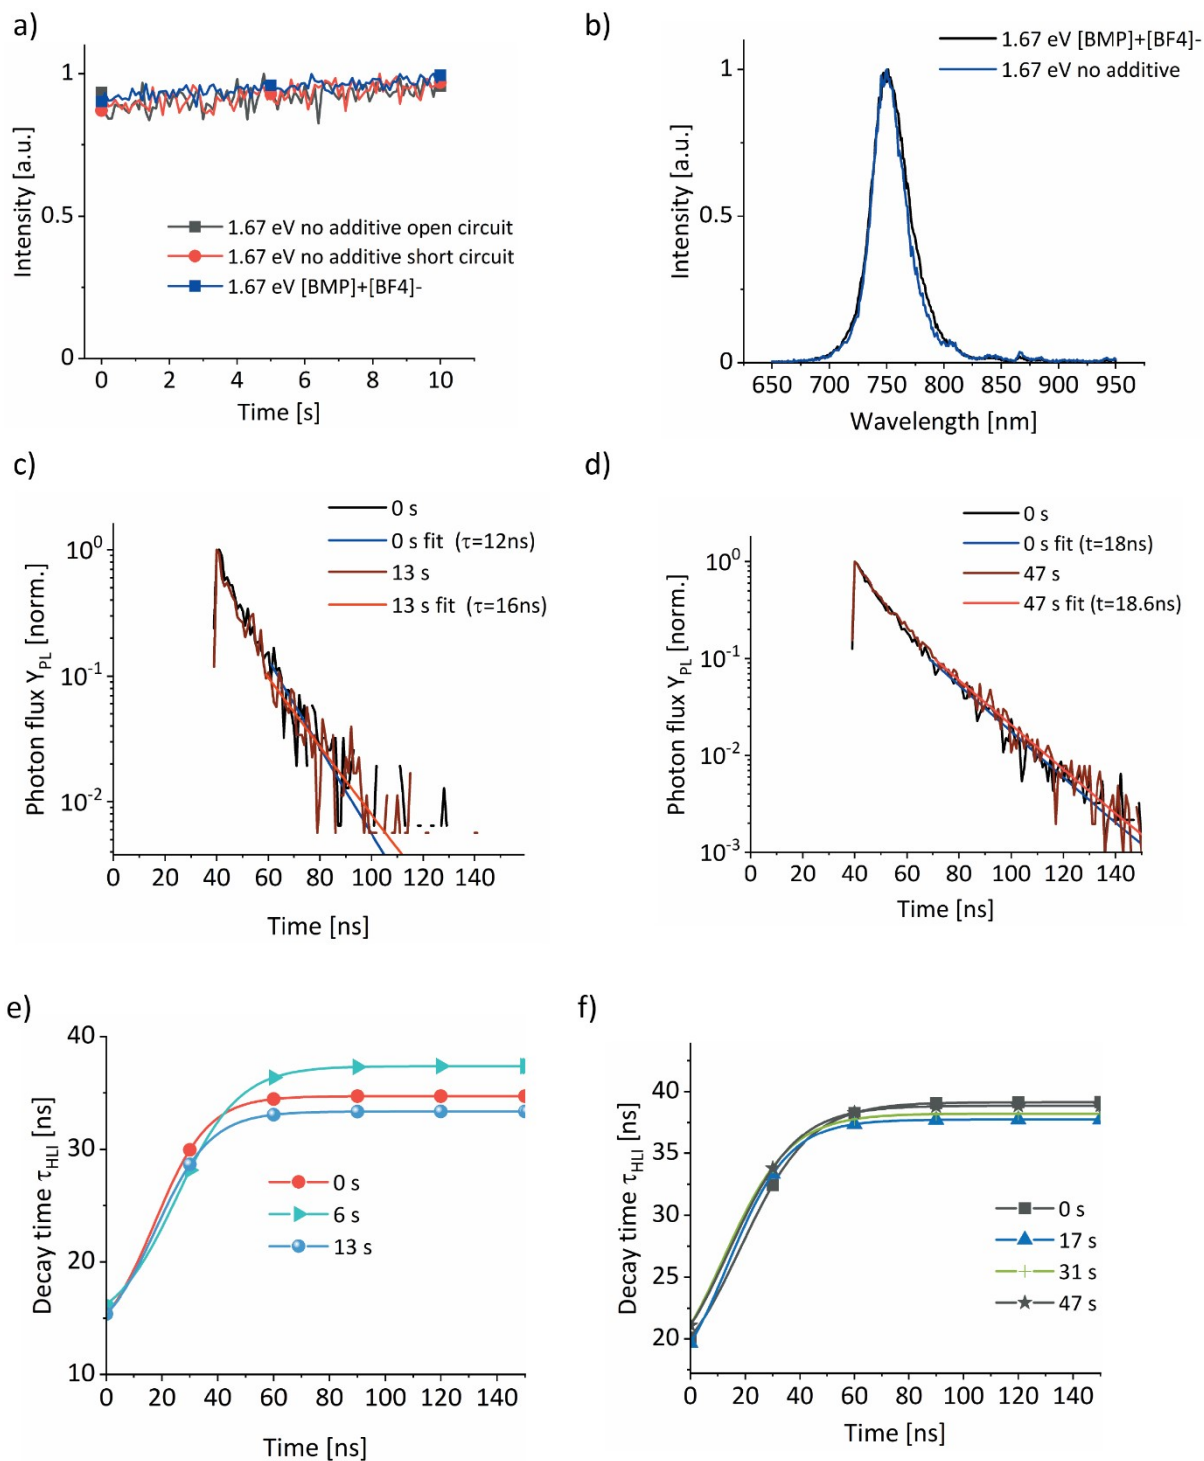 a)
1
0.5
0
Intensity [a.u.]
1.67 eV no additive open circuit
1.67 eV no additive short circuit
1.67 eV [BMP]+[BF4]-
0 2 4 6 8 10
Time [s]
b)
1.67 eV [BMP]+[BF4]-
1.67 eV no additive
1
0.5
0
Intensity [a.u.]
650 700 750 800 850 900 950
Wavelength [nm]
c)
0 s
0 s fit (τ=12ns)
13 s
13 s fit (τ=16ns)
10⁰
10⁻¹
10⁻²
Photon flux Y_PL [norm.]
0 20 40 60 80 100 120 140
Time [ns]
d)
0 s
0 s fit (t=18ns)
47 s
47 s fit (t=18.6ns)
10⁰
10⁻¹
10⁻²
10⁻³
Photon flux Y_PL [norm.]
0 20 40 60 80 100 120 140
Time [ns]
e)
40
30
20
10
Decay time τ_HLI [ns]
0 s
6 s
13 s
0 20 40 60 80 100 120 140
Time [ns]
f)
40
35
30
25
20
Decay time τ_HLI [ns]
0 s
17 s
31 s
47 s
0 20 40 60 80 100 120 140
Time [ns]